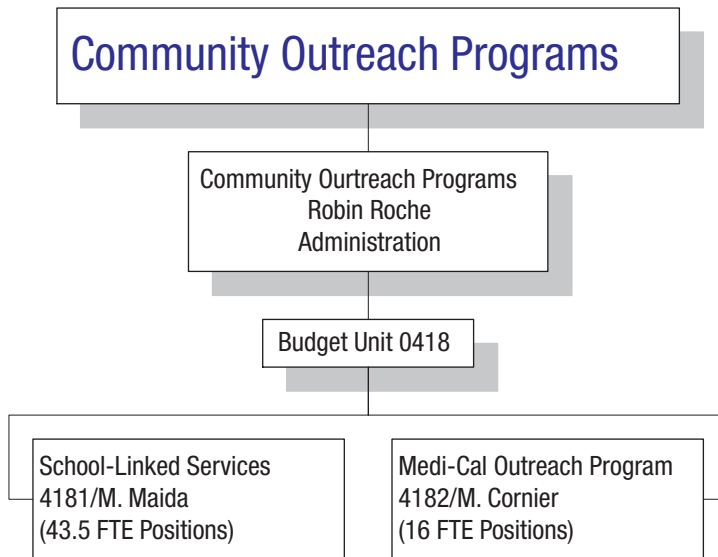 Community Outreach Programs
Community Ourtreach Programs
Robin Roche
Administration
Budget Unit 0418
School-Linked Services
4181/M. Maida
(43.5 FTE Positions)
Medi-Cal Outreach Program
4182/M. Cornier
(16 FTE Positions)